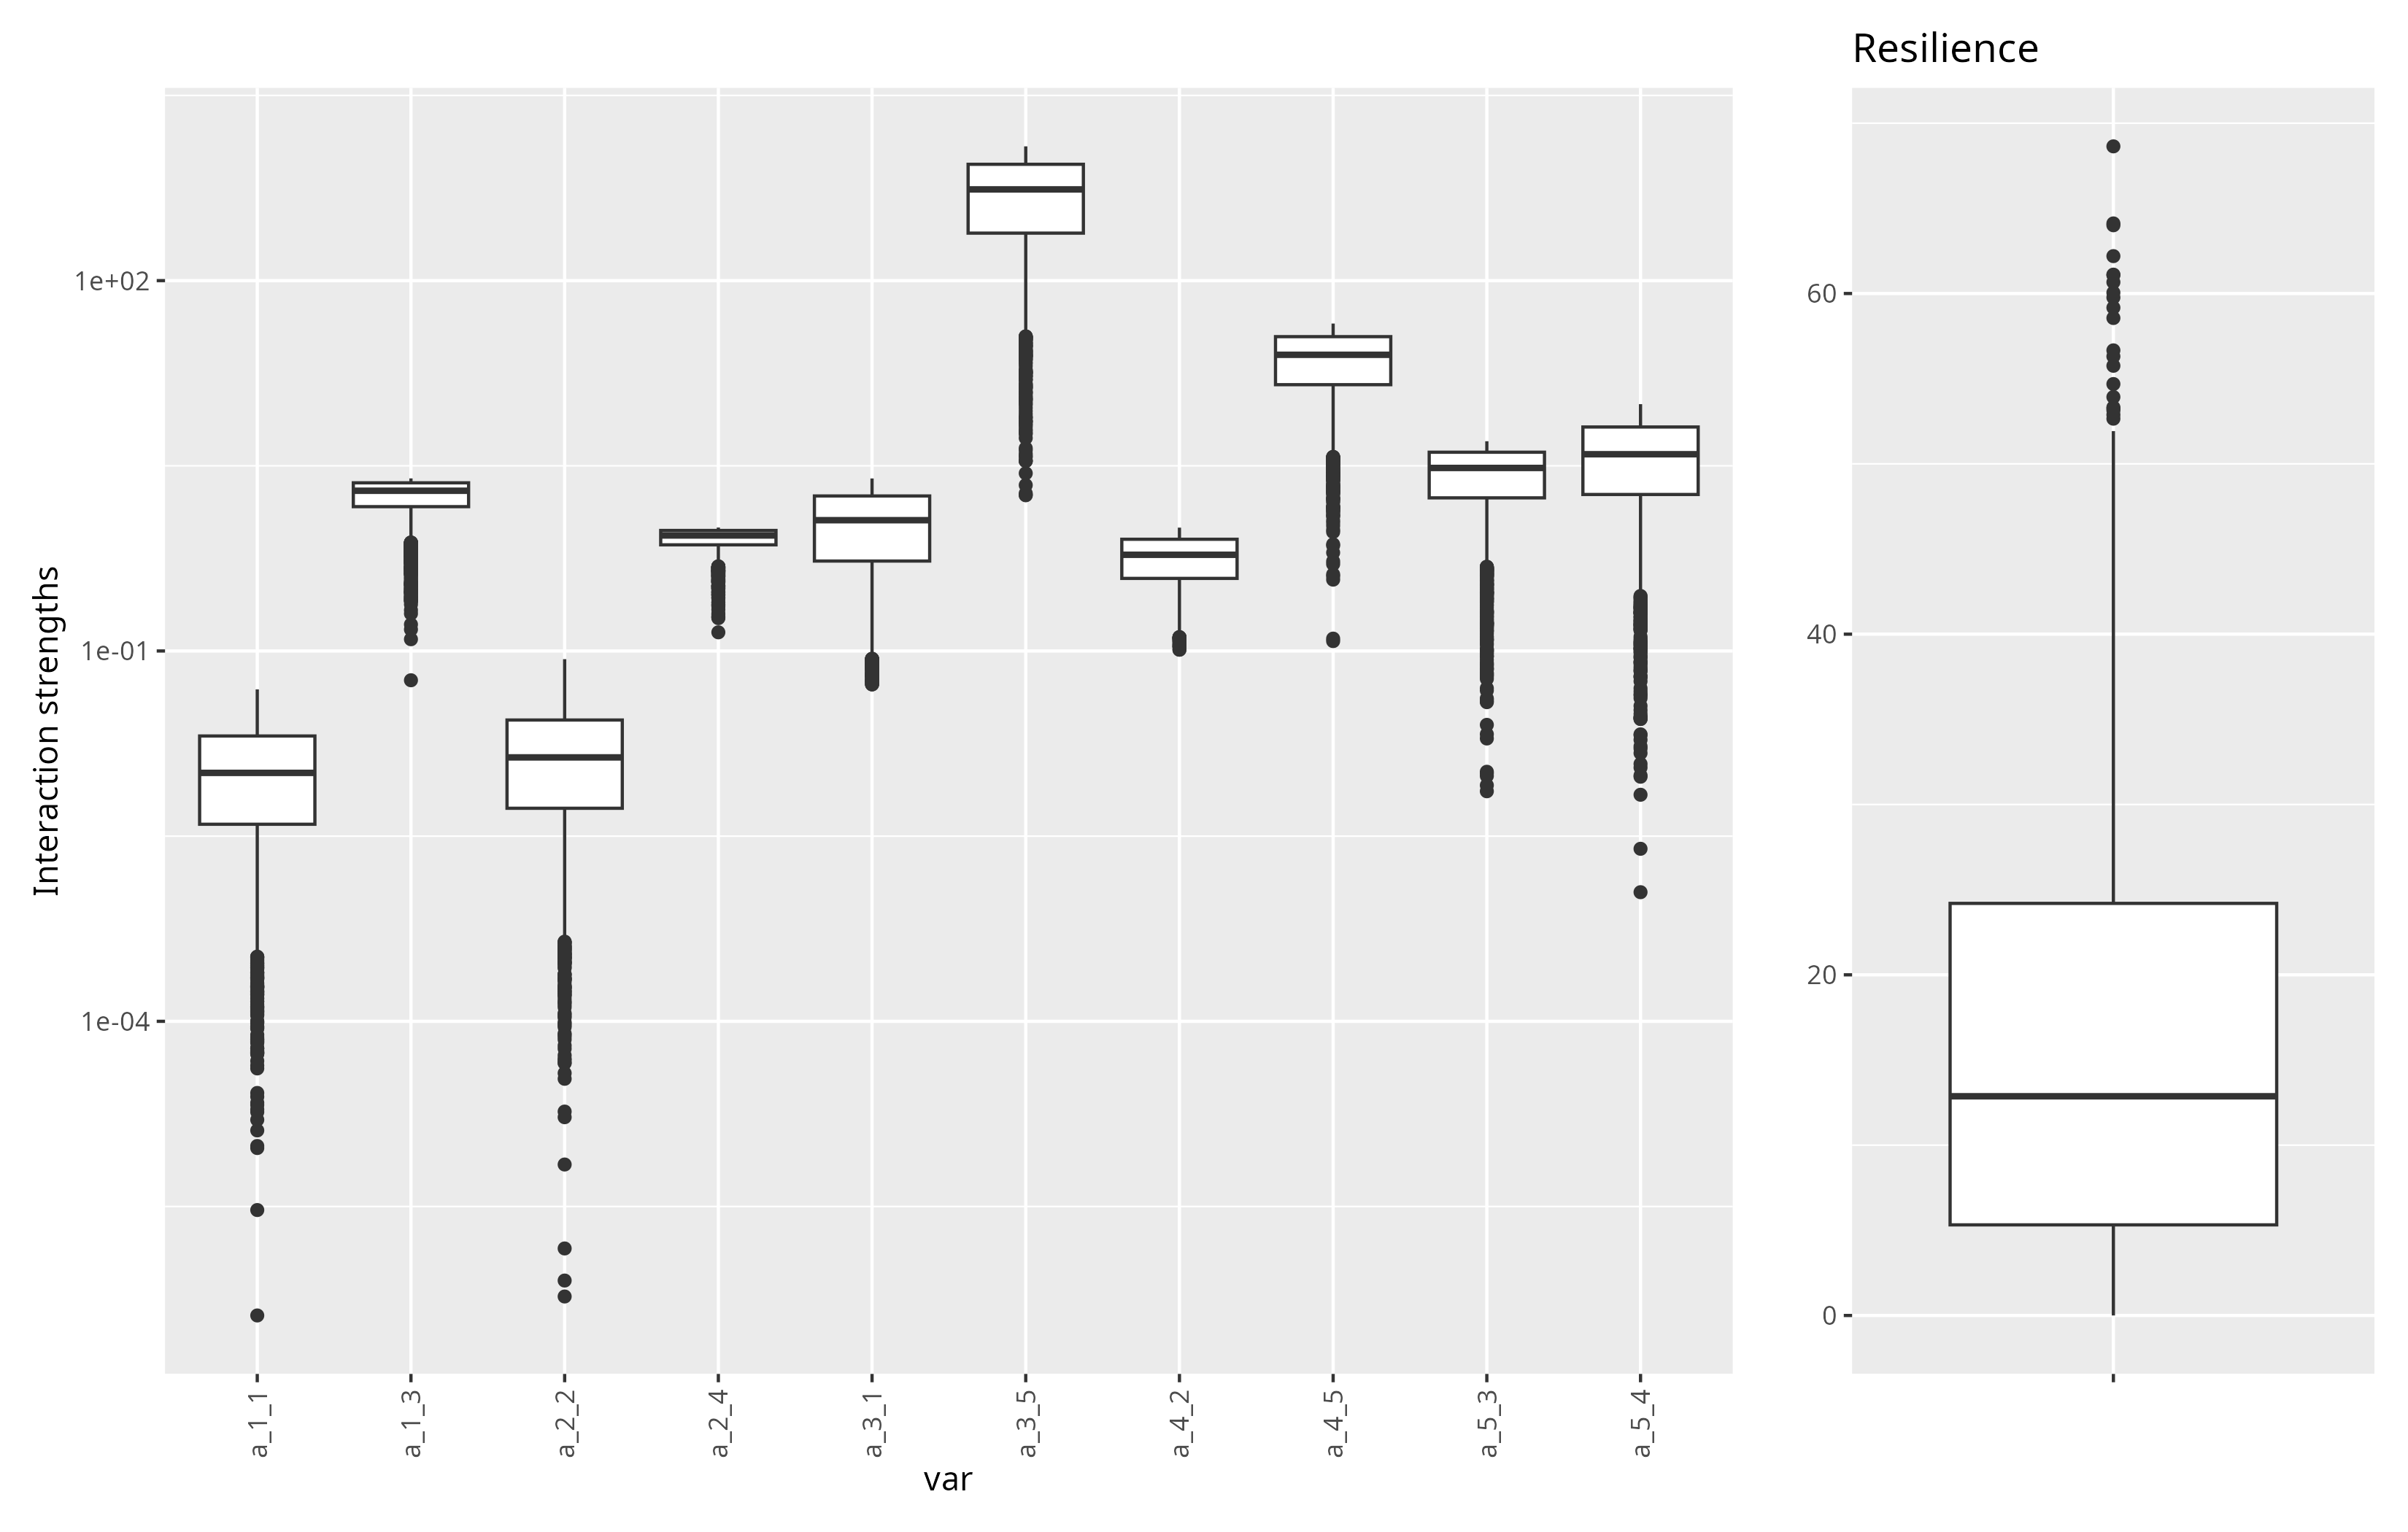 Resilience
Interaction strengths
1e+02
1e-01
1e-04
a_1_1
a_1_3
a_2_2
a_2_4
a_3_1
a_3_5
a_4_2
a_4_5
a_5_3
a_5_4
var
60
40
20
0